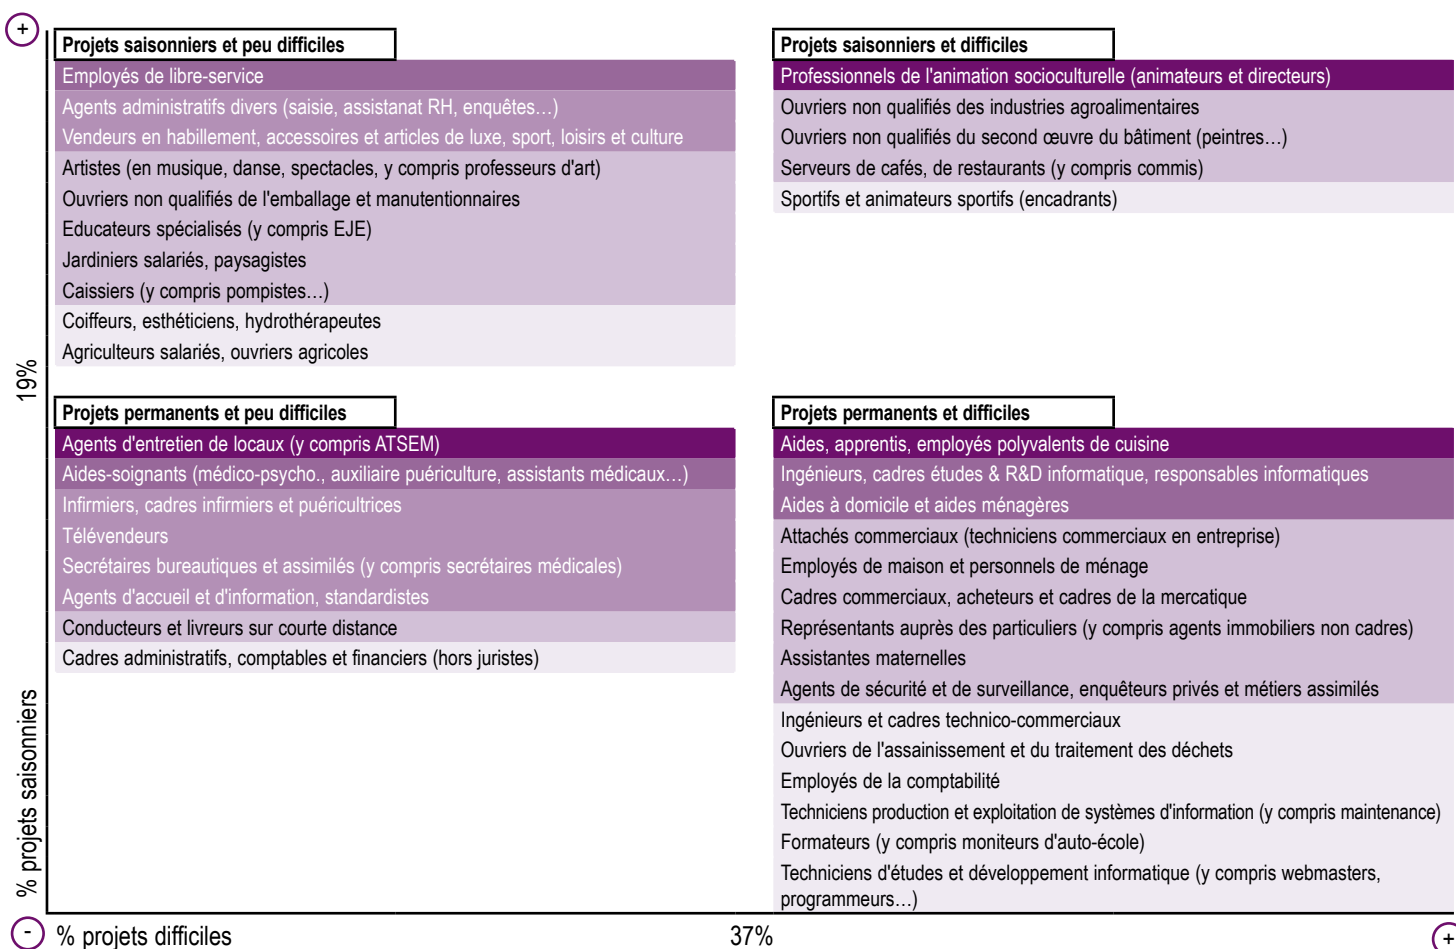 +
Projets saisonniers et peu difficiles
Employés de libre-service
Agents administratifs divers (saisie, assistanat RH, enquêtes…)
Vendeurs en habillement, accessoires et articles de luxe, sport, loisirs et culture
Artistes (en musique, danse, spectacles, y compris professeurs d'art)
Ouvriers non qualifiés de l'emballage et manutentionnaires
Educateurs spécialisés (y compris EJE)
Jardiniers salariés, paysagistes
Caissiers (y compris pompistes…)
Coiffeurs, esthéticiens, hydrothérapeutes
Agriculteurs salariés, ouvriers agricoles
Projets saisonniers et difficiles
Professionnels de l'animation socioculturelle (animateurs et directeurs)
Ouvriers non qualifiés des industries agroalimentaires
Ouvriers non qualifiés du second œuvre du bâtiment (peintres…)
Serveurs de cafés, de restaurants (y compris commis)
Sportifs et animateurs sportifs (encadrants)
19%
Projets permanents et peu difficiles
Agents d'entretien de locaux (y compris ATSEM)
Aides-soignants (médico-psycho., auxiliaire puériculture, assistants médicaux…)
Infirmiers, cadres infirmiers et puéricultrices
Télévendeurs
Secrétaires bureautiques et assimilés (y compris secrétaires médicales)
Agents d'accueil et d'information, standardistes
Conducteurs et livreurs sur courte distance
Cadres administratifs, comptables et financiers (hors juristes)
Projets permanents et difficiles
Aides, apprentis, employés polyvalents de cuisine
Ingénieurs, cadres études & R&D informatique, responsables informatiques
Aides à domicile et aides ménagères
Attachés commerciaux (techniciens commerciaux en entreprise)
Employés de maison et personnels de ménage
Cadres commerciaux, acheteurs et cadres de la mercatique
Représentants auprès des particuliers (y compris agents immobiliers non cadres)
Assistantes maternelles
Agents de sécurité et de surveillance, enquêteurs privés et métiers assimilés
Ingénieurs et cadres technico-commerciaux
Ouvriers de l'assainissement et du traitement des déchets
Employés de la comptabilité
Techniciens production et exploitation de systèmes d'information (y compris maintenance)
Formateurs (y compris moniteurs d'auto-école)
Techniciens d'études et développement informatique (y compris webmasters,
programmeurs…)
% projets saisonniers
-
% projets difficiles
37%
+